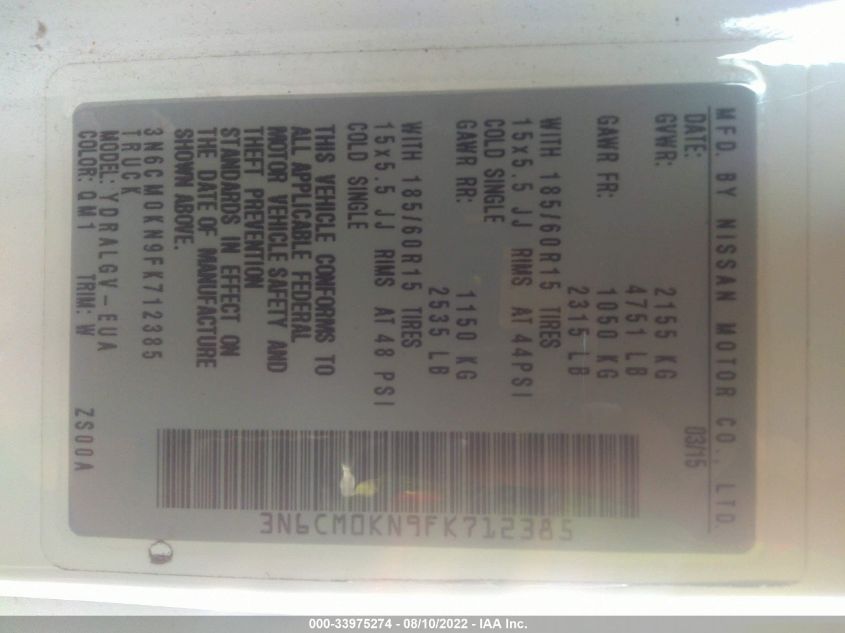 MFD. BY NISSAN MOTOR CO., LTD.
DATE: 03/15
GVWR: 2155 KG
4751 LB
GAWR FR: 1050 KG
2315 LB
WITH 185/60R15 TIRES
15x5.5 JJ RIMS AT 44PSI
COLD SINGLE
GAWR RR: 1150 KG
2535 LB
WITH 185/60R15 TIRES
15x5.5 JJ RIMS AT 48 PSI
COLD SINGLE
THIS VEHICLE CONFORMS TO
ALL APPLICABLE FEDERAL
MOTOR VEHICLE SAFETY AND
THEFT PREVENTION
STANDARDS IN EFFECT ON
THE DATE OF MANUFACTURE
SHOWN ABOVE.
3N6CM0KN9FK712385
TRUCK
MODEL: YDRALGV-EUA
COLOR: QM1 TRIM: W ZS00A
3N6CM0KN9FK712385
000-33975274 - 08/10/2022 - IAA Inc.